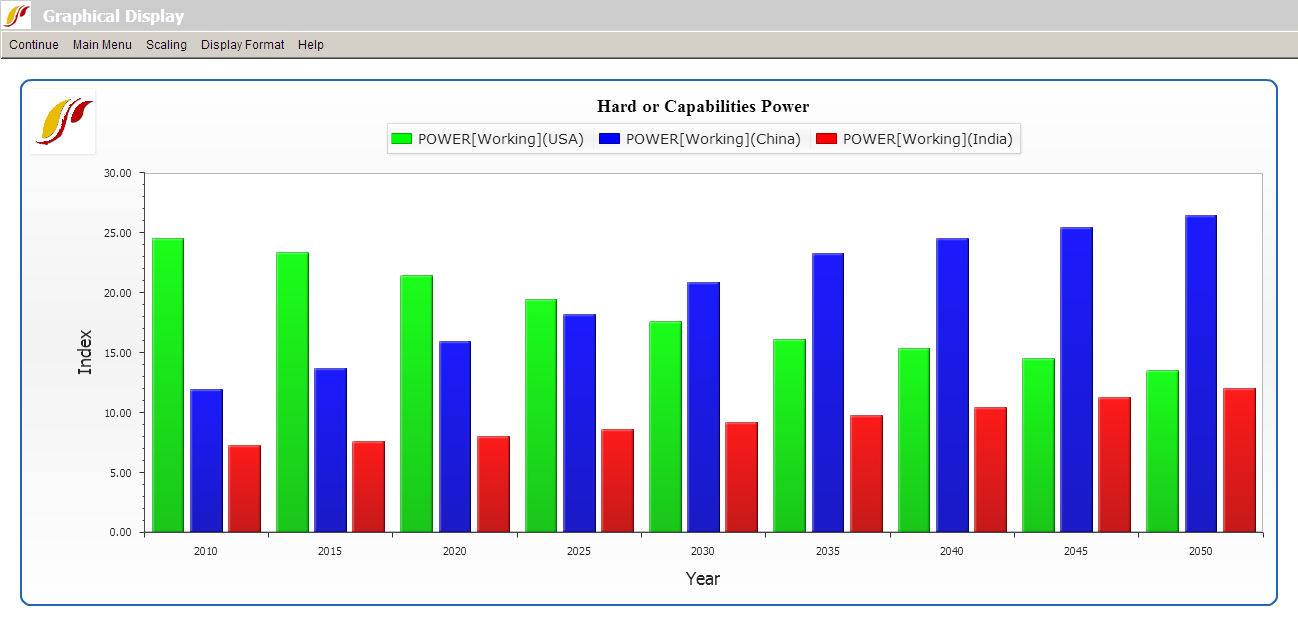 Graphical Display
Continue Main Menu Scaling Display Format Help
Hard or Capabilities Power
POWER[Working](USA) POWER[Working](China) POWER[Working](India)
30.00
25.00
20.00
15.00
10.00
5.00
0.00
Index
2010 2015 2020 2025 2030 2035 2040 2045 2050
Year